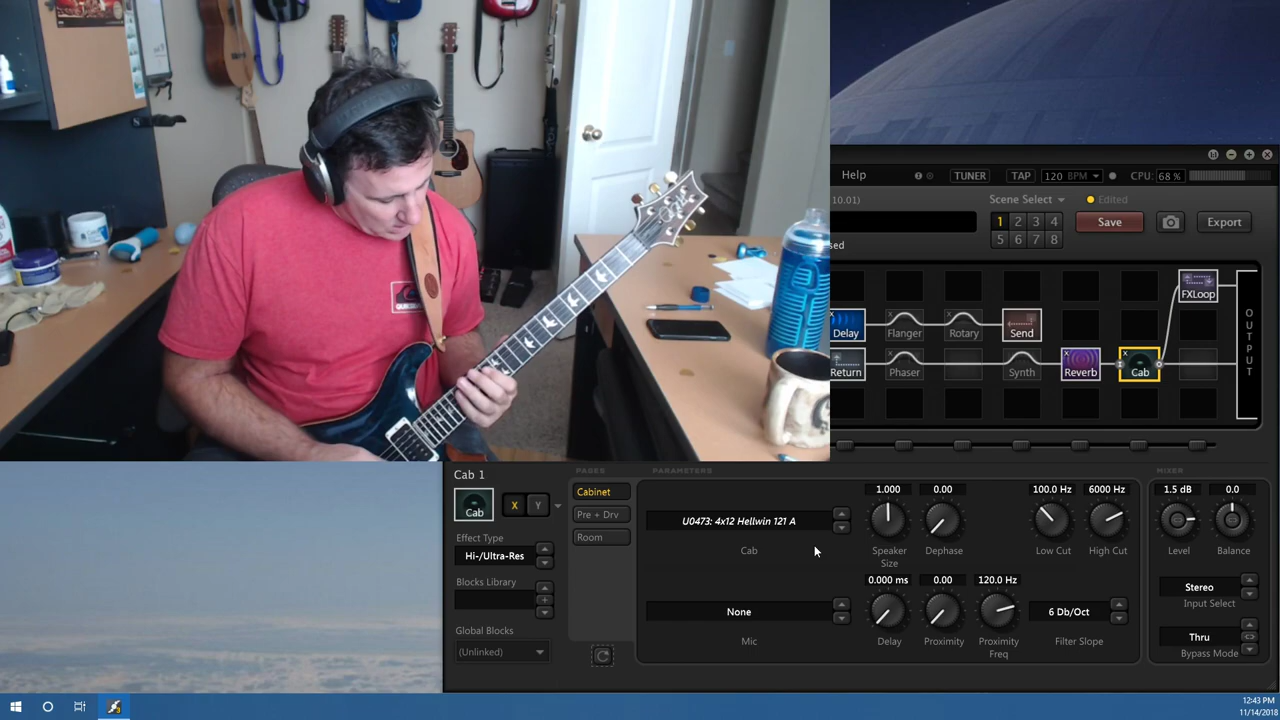 Help
TUNER
TAP
120 BPM
CPU: 68 %
10.01)
Scene Select
Edited
1 2 3 4
5 6 7 8
Save
Export
sed
FXLoop
Delay
Flanger
Rotary
Send
Return
Phaser
Synth
Reverb
Cab
OUTPUT
Cab 1
Cab
X
Y
Effect Type
Hi-/Ultra-Res
Blocks Library
Global Blocks
(Unlinked)
PAGES
Cabinet
Pre + Drv
Room
PARAMETERS
U0473: 4x12 Hellwin 121 A
Cab
1.000
Speaker
Size
0.00
Dephase
100.0 Hz
Low Cut
6000 Hz
High Cut
None
Mic
0.000 ms
Delay
0.00
Proximity
120.0 Hz
Proximity
Freq
6 Db/Oct
Filter Slope
MIXER
1.5 dB
Level
0.0
Balance
Stereo
Input Select
Thru
Bypass Mode
12:43 PM
11/14/2018